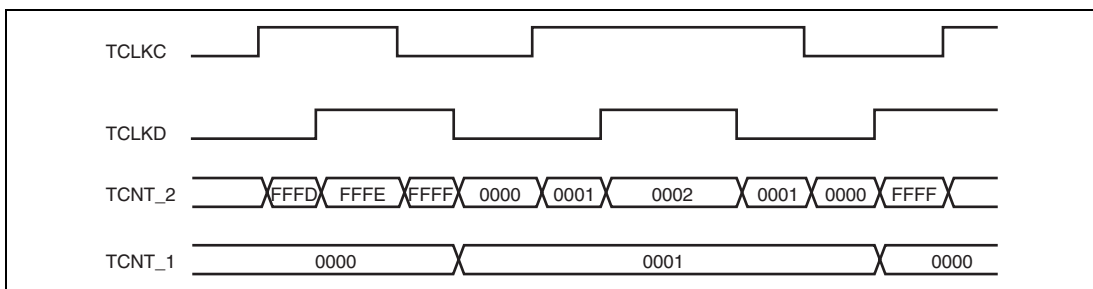 TCLKC
TCLKD
TCNT_2 FFFD FFFE FFFF 0000 0001 0002 0001 0000 FFFF
TCNT_1 0000 0001 0000